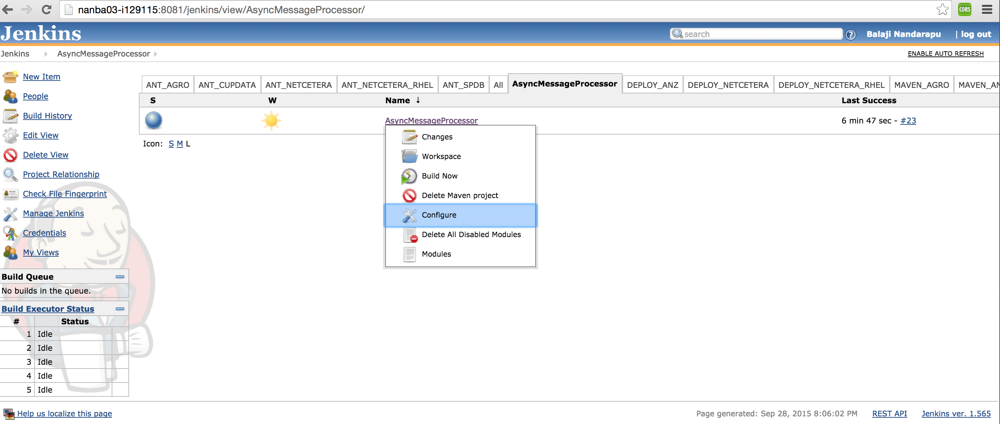 nanba03-i129115:8081/jenkins/view/AsyncMessageProcessor/
CORS
Jenkins
search
?
Balaji Nandarapu
| log out
Jenkins
AsyncMessageProcessor
ENABLE AUTO REFRESH
New Item
People
Build History
Edit View
Delete View
Project Relationship
Check File Fingerprint
Manage Jenkins
Credentials
My Views
ANT_AGRO
ANT_CUPDATA
ANT_NETCETERA
ANT_NETCETERA_RHEL
ANT_SPDB
All
AsyncMessageProcessor
DEPLOY_ANZ
DEPLOY_NETCETERA
DEPLOY_NETCETERA_RHEL
MAVEN_AGRO
MAVEN_AN
S W Name ↓ Last Success
AsyncMessageProcessor 6 min 47 sec - #23
Icon: S M L
Changes
Workspace
Build Now
Delete Maven project
Configure
Delete All Disabled Modules
Modules
Build Queue
No builds in the queue.
Build Executor Status
# Status
1 Idle
2 Idle
3 Idle
4 Idle
5 Idle
Help us localize this page
Page generated: Sep 28, 2015 8:06:02 PM
REST API
Jenkins ver. 1.565